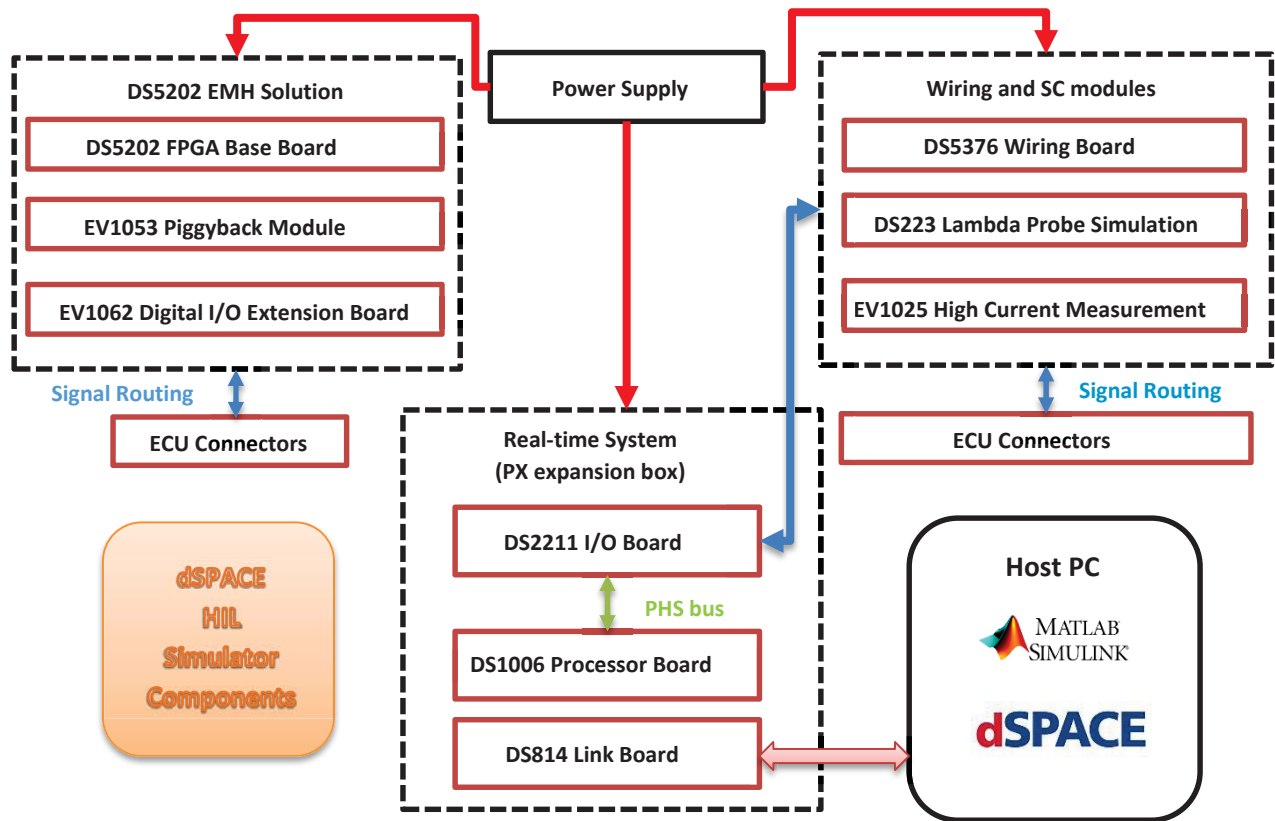 Power Supply
DS5202 EMH Solution
DS5202 FPGA Base Board
EV1053 Piggyback Module
EV1062 Digital I/O Extension Board
Signal Routing
ECU Connectors
Wiring and SC modules
DS5376 Wiring Board
DS223 Lambda Probe Simulation
EV1025 High Current Measurement
Signal Routing
ECU Connectors
Real-time System
(PX expansion box)
DS2211 I/O Board
PHS bus
DS1006 Processor Board
DS814 Link Board
dSPACE
HIL
Simulator
Components
Host PC
MATLAB
SIMULINK®
dSPACE